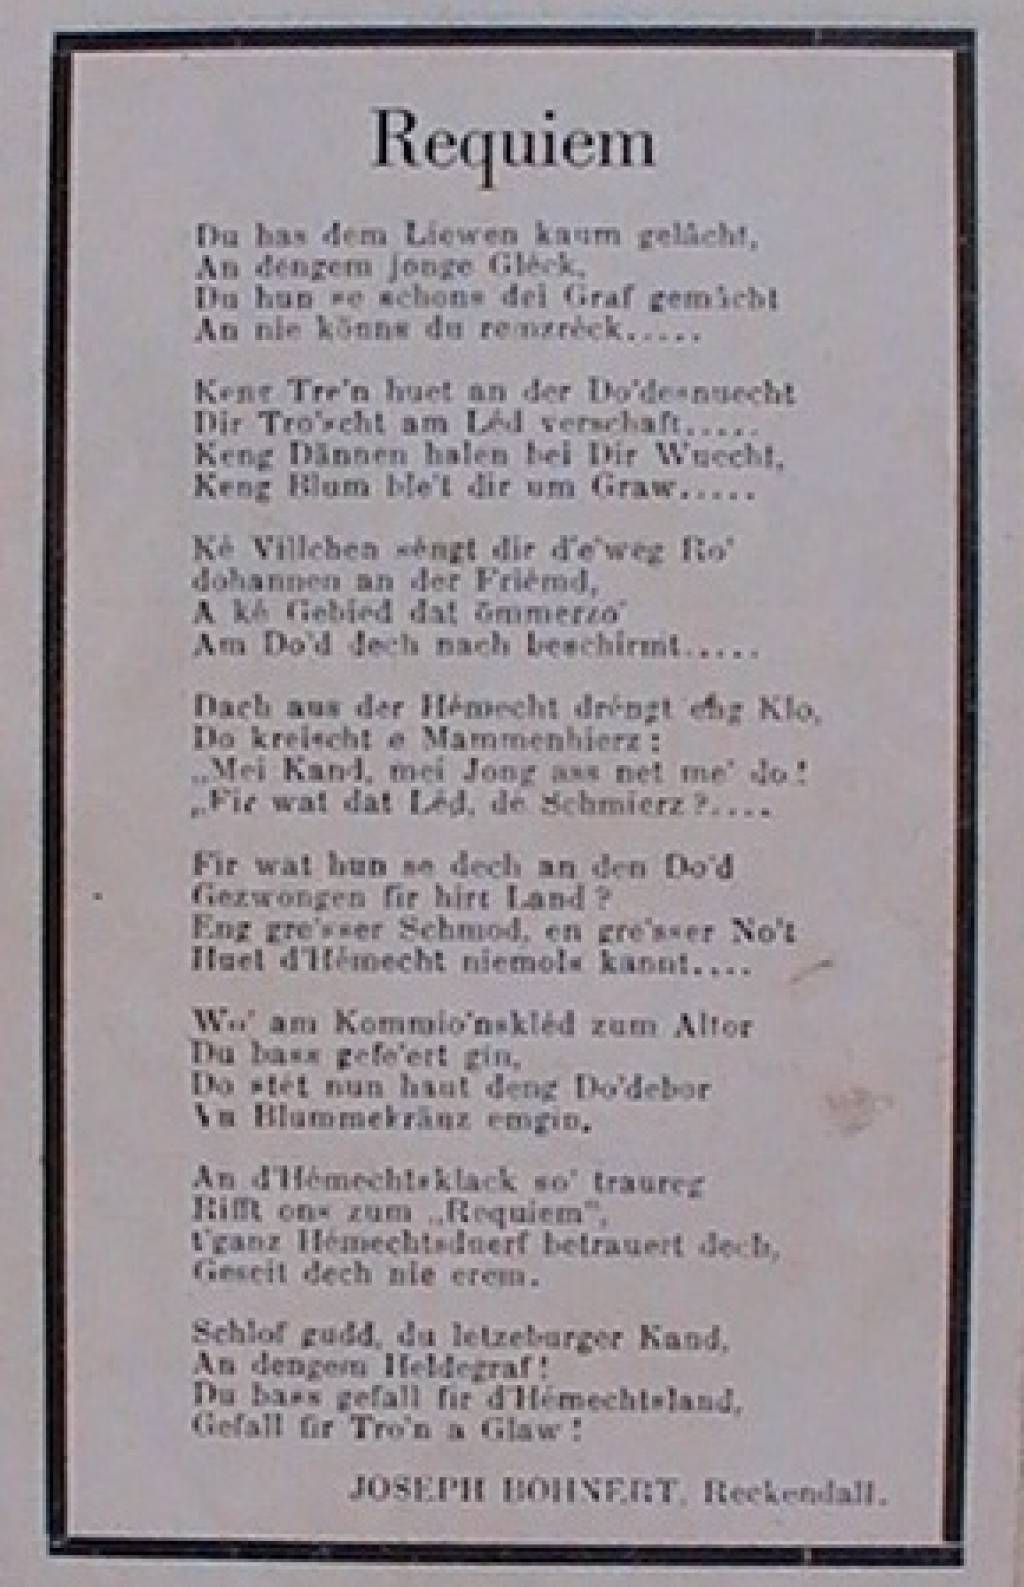 Requiem
Du has dem Liewen kaum gelächt,
An dengem jonge Gléck,
Du hun se schons dei Graf gemächt
An nie könns du remzréck.....
Keng Tre'n huet an der Do'desnuecht
Dir Tro'scht am Léd verschaft.....
Keng Dännen halen bei Dir Wuecht,
Keng Blum ble't dir um Graw.....
Ké Villchen séngt dir d'e'weg Ro'
dohannen an der Friémd,
A ké Gebied dat ömmerzo'
Am Do'd dech nach beschirmt.....
Dach aus der Hémecht dréngt eng Klo,
Do kreischt e Mammenhierz:
„Mei Kand, mei Jong ass net me' do!
„Fir wat dat Léd, de Schmierz?....
Fir wat hun se dech an den Do'd
Gezwongen fir hirt Land?
Eng gre'sser Schmod, en gre'sser No't
Huet d'Hémecht niemols kannt....
Wo' am Kommio'nskléd zum Altor
Du bass gefe'ert gin,
Do stét nun haut deng Do'debor
Vu Blummekränz emgin.
An d'Hémechtsklack so' traureg
Rifft ons zum „Requiem",
t'ganz Hémechtsduerf betrauert dech,
Geseit dech nie erem.
Schlof gudd, du letzeburger Kand,
An dengem Heldegraf!
Du bass gefall fir d'Hémechtsland,
Gefall fir Tro'n a Glaw!
JOSEPH BOHNERT, Reckendall.